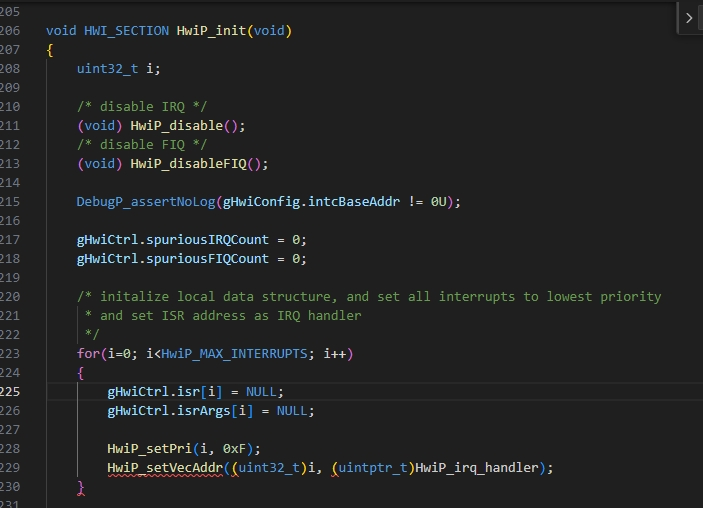 205
206 void HWI_SECTION HwiP_init(void)
207 {
208     uint32_t i;
209
210     /* disable IRQ */
211     (void) HwiP_disable();
212     /* disable FIQ */
213     (void) HwiP_disableFIQ();
214
215     DebugP_assertNoLog(gHwiConfig.intcBaseAddr != 0U);
216
217     gHwiCtrl.spuriousIRQCount = 0;
218     gHwiCtrl.spuriousFIQCount = 0;
219
220     /* initalize local data structure, and set all interrupts to lowest priority
221      * and set ISR address as IRQ handler
222      */
223     for(i=0; i<HwiP_MAX_INTERRUPTS; i++)
224     {
225         gHwiCtrl.isr[i] = NULL;
226         gHwiCtrl.isrArgs[i] = NULL;
227
228         HwiP_setPri(i, 0xF);
229         HwiP_setVecAddr((uint32_t)i, (uintptr_t)HwiP_irq_handler);
230     }
231